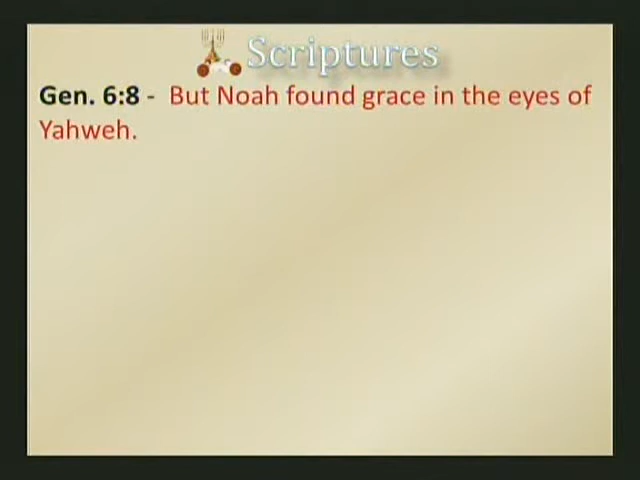 Scriptures
Gen. 6:8 - But Noah found grace in the eyes of
Yahweh.